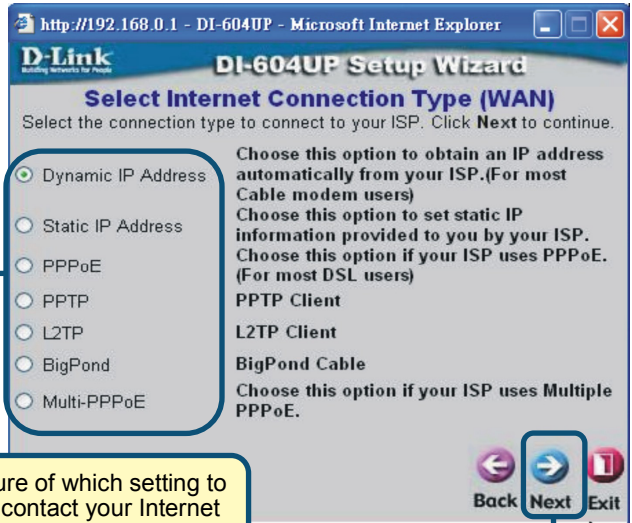 http://192.168.0.1 - DI-604UP - Microsoft Internet Explorer
D-Link
Building Networks for People
DI-604UP Setup Wizard
Select Internet Connection Type (WAN)
Select the connection type to connect to your ISP. Click Next to continue.
Dynamic IP Address
Choose this option to obtain an IP address
automatically from your ISP.(For most
Cable modem users)
Static IP Address
Choose this option to set static IP
information provided to you by your ISP.
PPPoE
Choose this option if your ISP uses PPPoE.
(For most DSL users)
PPTP
PPTP Client
L2TP
L2TP Client
BigPond
BigPond Cable
Multi-PPPoE
Choose this option if your ISP uses Multiple
PPPoE.
ure of which setting to
contact your Internet
Back Next Exit